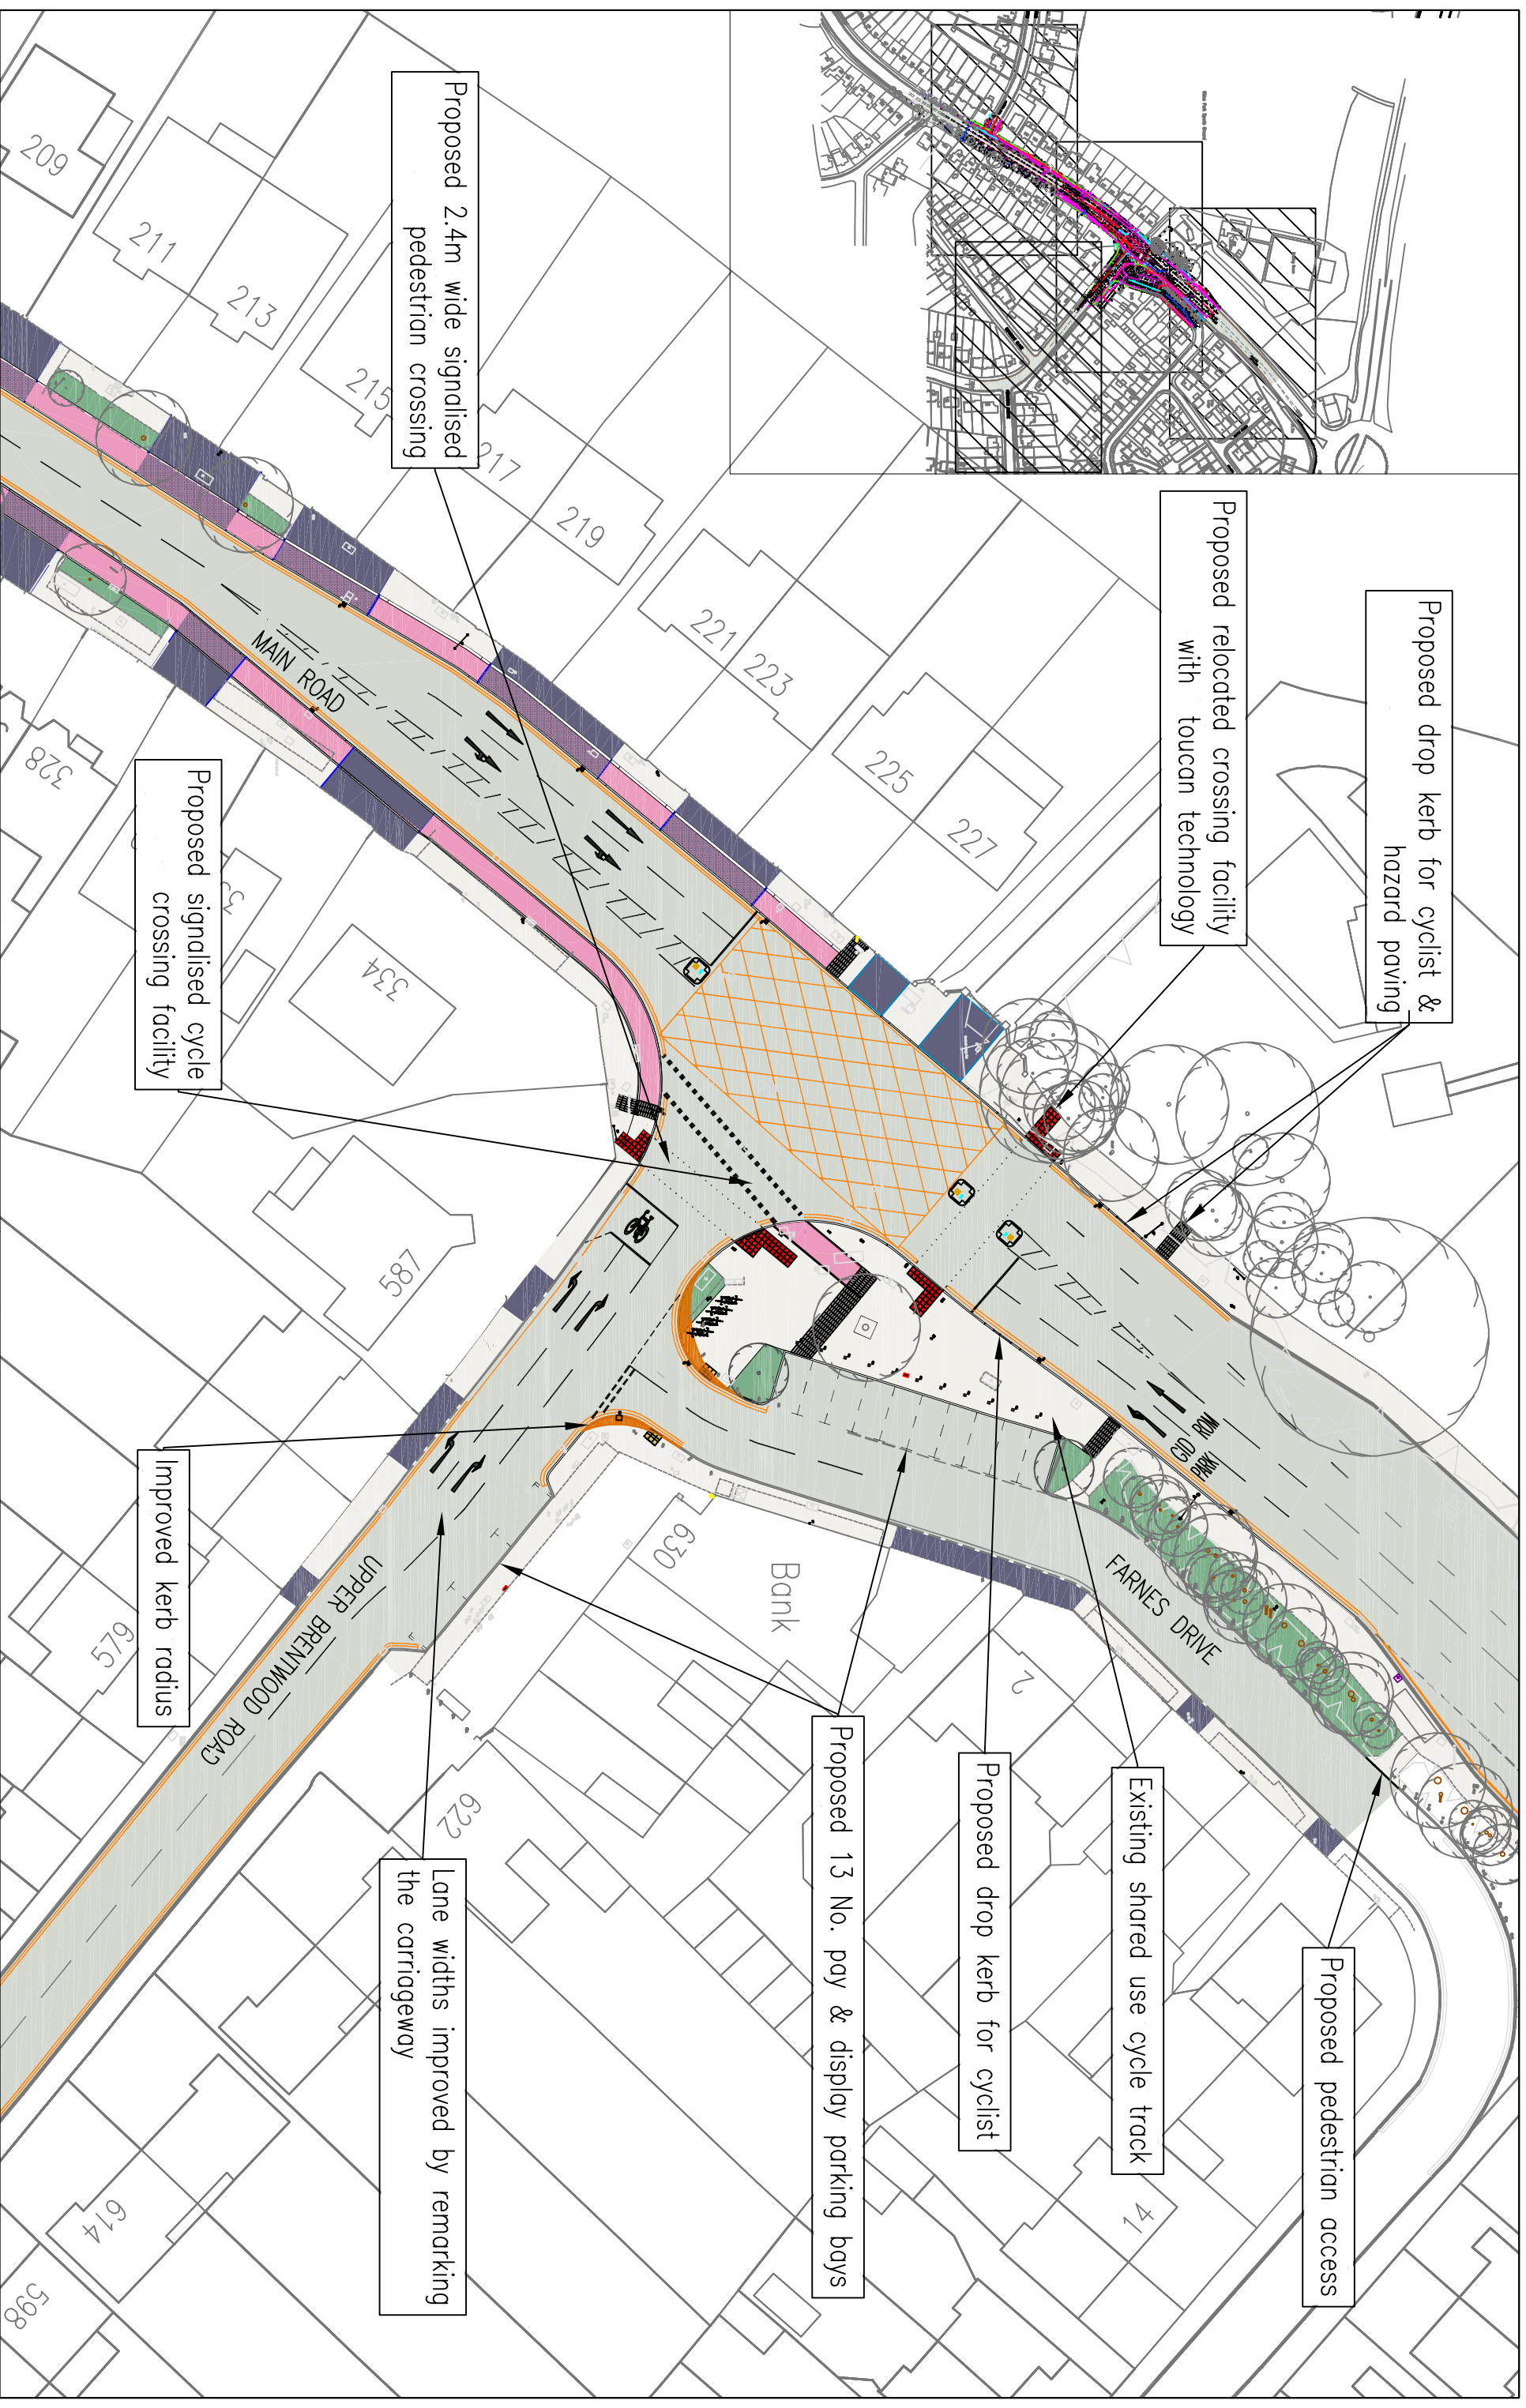 Proposed drop kerb for cyclist &
hazard paving
Proposed relocated crossing facility
with toucan technology
Proposed 2.4m wide signalised
pedestrian crossing
Proposed signalised cycle
crossing facility
Improved kerb radius
Proposed pedestrian access
Existing shared use cycle track
Proposed drop kerb for cyclist
Proposed 13 No. pay & display parking bays
Lane widths improved by remarking
the carriageway
MAIN ROAD
FARNES DRIVE
UPPER BRENTWOOD ROAD
ROM
GID
PARK
Bank
209
211
213
215
217
219
221
223
225
227
328
334
587
579
630
622
614
598
2
14